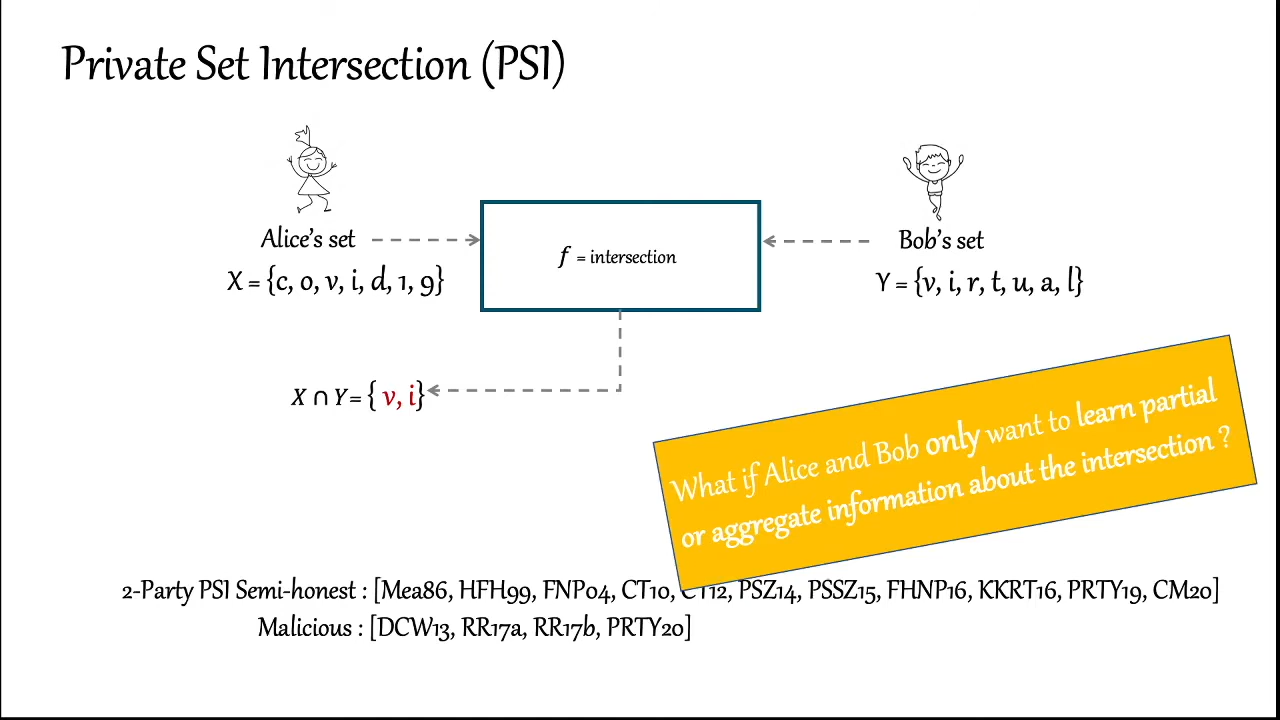 Private Set Intersection (PSI)
Alice's set
Bob's set
f = intersection
X = {c, o, v, i, d, 1, 9}
Y = {v, i, r, t, u, a, l}
X ∩ Y = { v, i}
What if Alice and Bob only want to learn partial
or aggregate information about the intersection ?
2-Party PSI Semi-honest : [Mea86, HFH99, FNP04, CT10, CT12, PSZ14, PSSZ15, FHNP16, KKRT16, PRTY19, CM20]
Malicious : [DCW13, RR17a, RR17b, PRTY20]